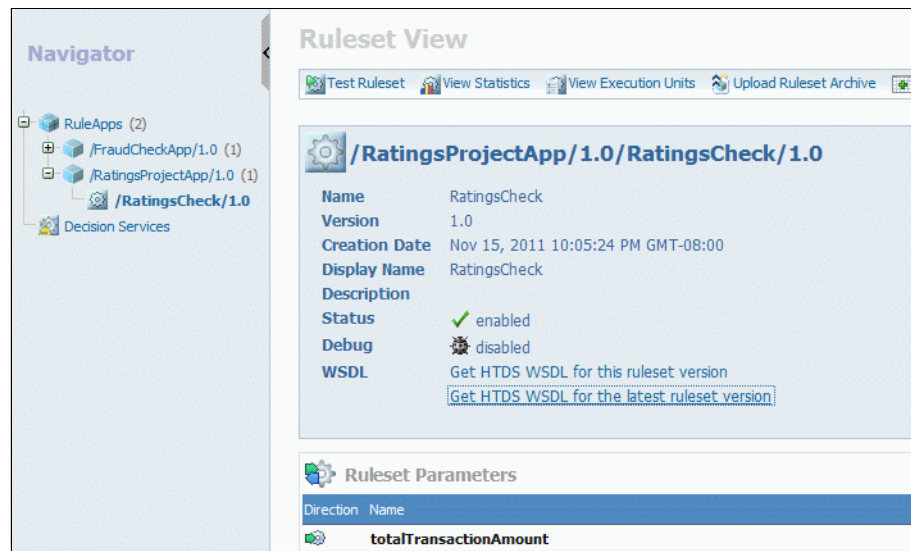 Navigator
RuleApps (2)
/FraudCheckApp/1.0 (1)
/RatingsProjectApp/1.0 (1)
/RatingsCheck/1.0
Decision Services
Ruleset View
Test Ruleset View Statistics View Execution Units Upload Ruleset Archive
/RatingsProjectApp/1.0/RatingsCheck/1.0
Name RatingsCheck
Version 1.0
Creation Date Nov 15, 2011 10:05:24 PM GMT-08:00
Display Name RatingsCheck
Description
Status enabled
Debug disabled
WSDL Get HTDS WSDL for this ruleset version
Get HTDS WSDL for the latest ruleset version
Ruleset Parameters
Direction Name
totalTransactionAmount